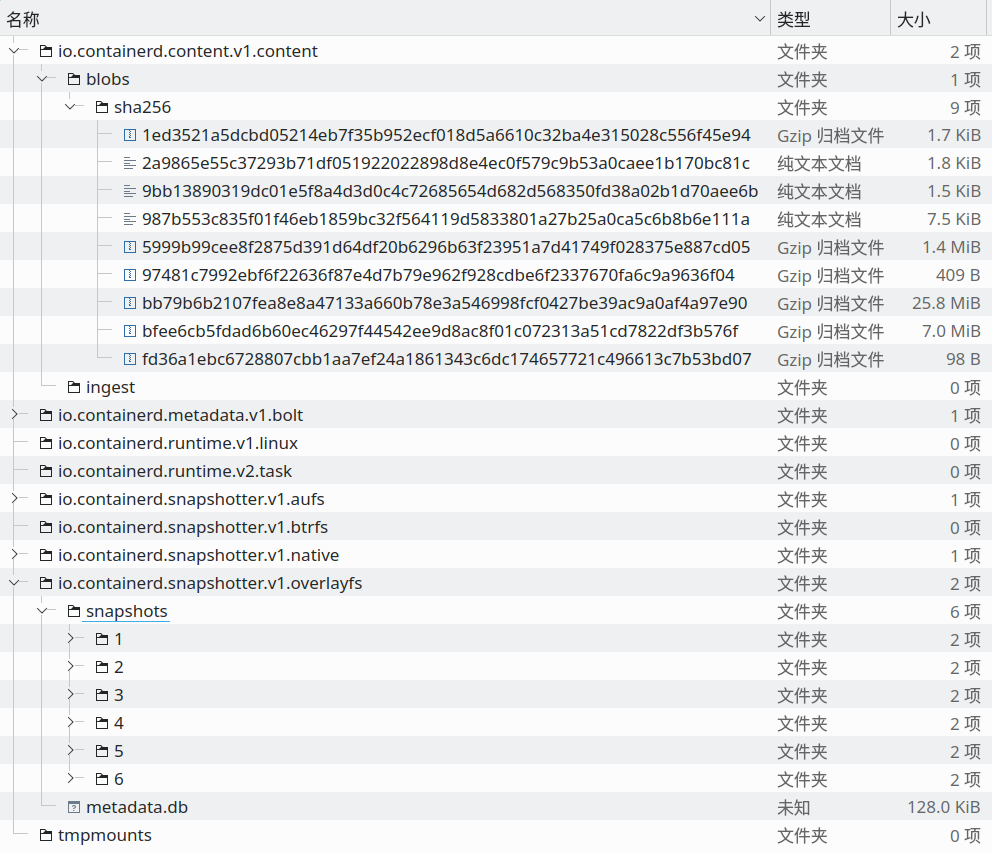 名称 类型 大小
io.containerd.content.v1.content 文件夹 2 项
blobs 文件夹 1 项
sha256 文件夹 9 项
1ed3521a5dcbd05214eb7f35b952ecf018d5a6610c32ba4e315028c556f45e94 Gzip 归档文件 1.7 KiB
2a9865e55c37293b71df051922022898d8e4ec0f579c9b53a0caee1b170bc81c 纯文本文档 1.8 KiB
9bb13890319dc01e5f8a4d3d0c4c72685654d682d568350fd38a02b1d70aee6b 纯文本文档 1.5 KiB
987b553c835f01f46eb1859bc32f564119d5833801a27b25a0ca5c6b8b6e111a 纯文本文档 7.5 KiB
5999b99cee8f2875d391d64df20b6296b63f23951a7d41749f028375e887cd05 Gzip 归档文件 1.4 MiB
97481c7992ebf6f22636f87e4d7b79e962f928cdbe6f2337670fa6c9a9636f04 Gzip 归档文件 409 B
bb79b6b2107fea8e8a47133a660b78e3a546998fcf0427be39ac9a0af4a97e90 Gzip 归档文件 25.8 MiB
bfee6cb5fdad6b60ec46297f44542ee9d8ac8f01c072313a51cd7822df3b576f Gzip 归档文件 7.0 MiB
fd36a1ebc6728807cbb1aa7ef24a1861343c6dc174657721c496613c7b53bd07 Gzip 归档文件 98 B
ingest 文件夹 0 项
io.containerd.metadata.v1.bolt 文件夹 1 项
io.containerd.runtime.v1.linux 文件夹 0 项
io.containerd.runtime.v2.task 文件夹 0 项
io.containerd.snapshotter.v1.aufs 文件夹 1 项
io.containerd.snapshotter.v1.btrfs 文件夹 0 项
io.containerd.snapshotter.v1.native 文件夹 1 项
io.containerd.snapshotter.v1.overlayfs 文件夹 2 项
snapshots 文件夹 6 项
1 文件夹 2 项
2 文件夹 2 项
3 文件夹 2 项
4 文件夹 2 项
5 文件夹 2 项
6 文件夹 2 项
metadata.db 未知 128.0 KiB
tmpmounts 文件夹 0 项